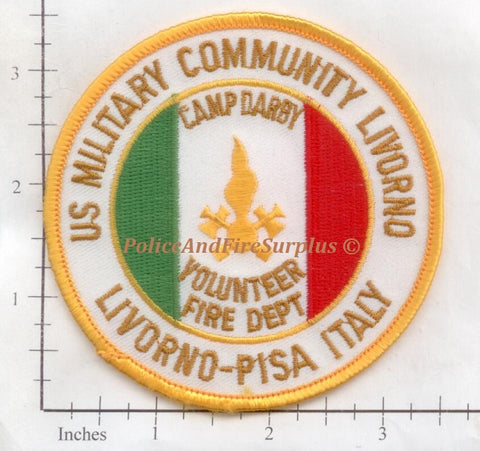 US MILITARY COMMUNITY LIVORNO
CAMP DARBY
PoliceAndFireSurplus ©
VOLUNTEER
FIRE DEPT
LIVORNO-PISA ITALY
3
2
1
Inches 1 2 3